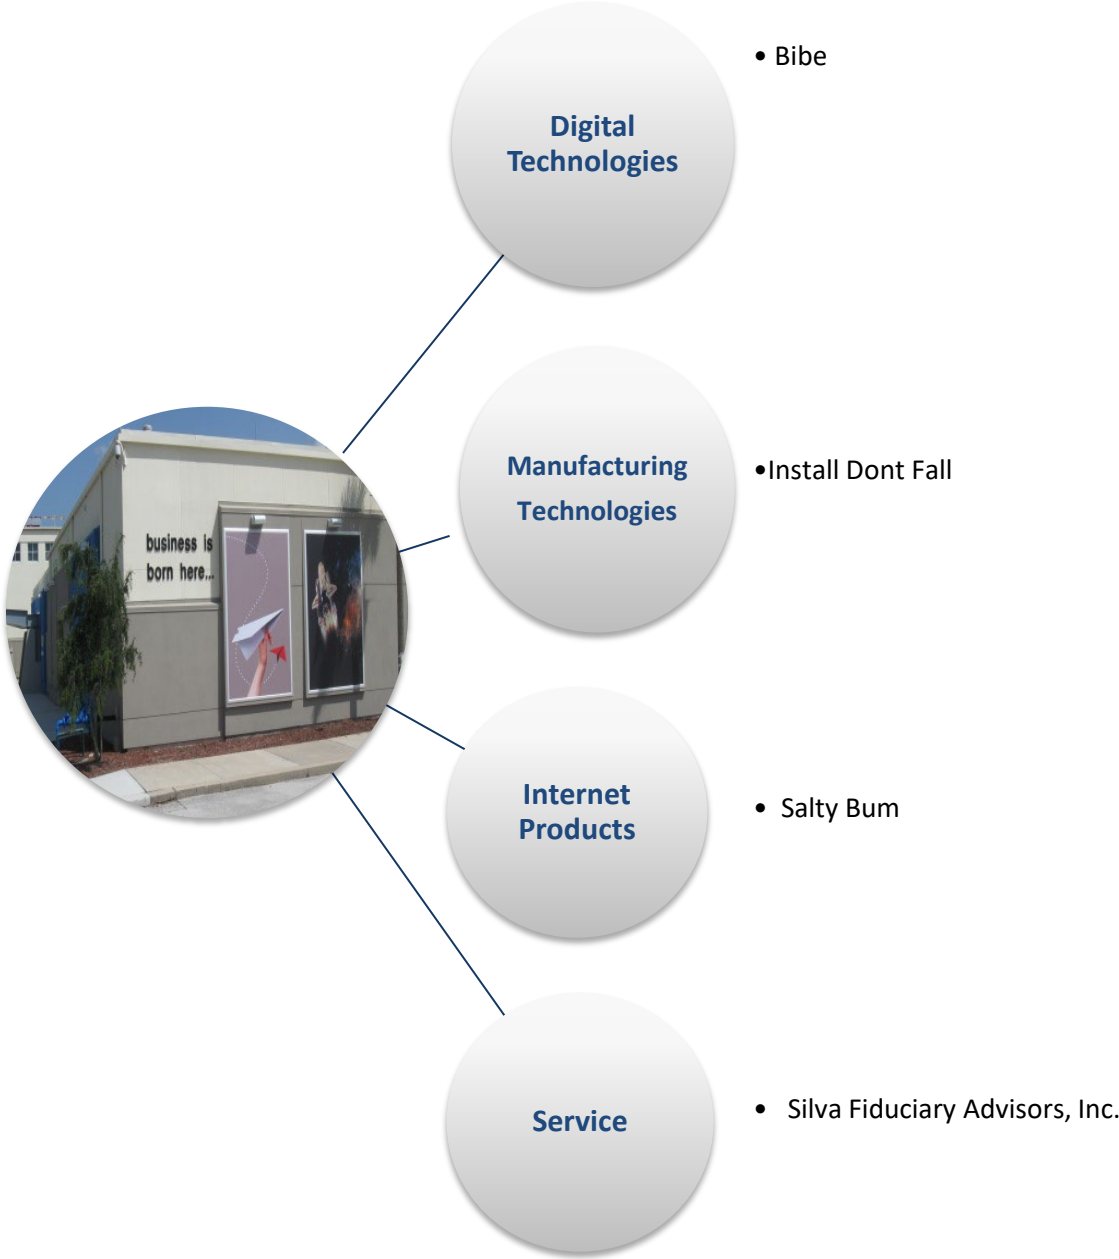 • Bibe
Digital
Technologies
Manufacturing
Technologies
•Install Dont Fall
business is
born here...
Internet
Products
• Salty Bum
Service
• Silva Fiduciary Advisors, Inc.